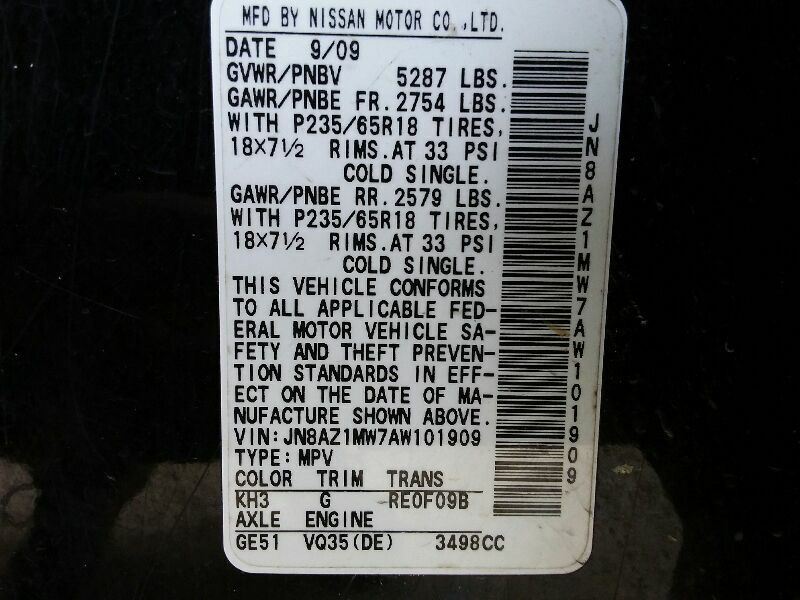 MFD BY NISSAN MOTOR CO.,LTD.
DATE 9/09
GVWR/PNBV 5287 LBS.
GAWR/PNBE FR. 2754 LBS.
WITH P235/65R18 TIRES,
18×7½ RIMS. AT 33 PSI
COLD SINGLE.
GAWR/PNBE RR. 2579 LBS.
WITH P235/65R18 TIRES,
18×7½ RIMS. AT 33 PSI
COLD SINGLE.
THIS VEHICLE CONFORMS
TO ALL APPLICABLE FED-
ERAL MOTOR VEHICLE SA-
FETY AND THEFT PREVEN-
TION STANDARDS IN EFF-
ECT ON THE DATE OF MA-
NUFACTURE SHOWN ABOVE.
VIN:JN8AZ1MW7AW101909
TYPE:MPV
COLOR TRIM TRANS
KH3 G RE0F09B
AXLE ENGINE
GE51 VQ35(DE) 3498CC
JN8AZ1MW7AW101909